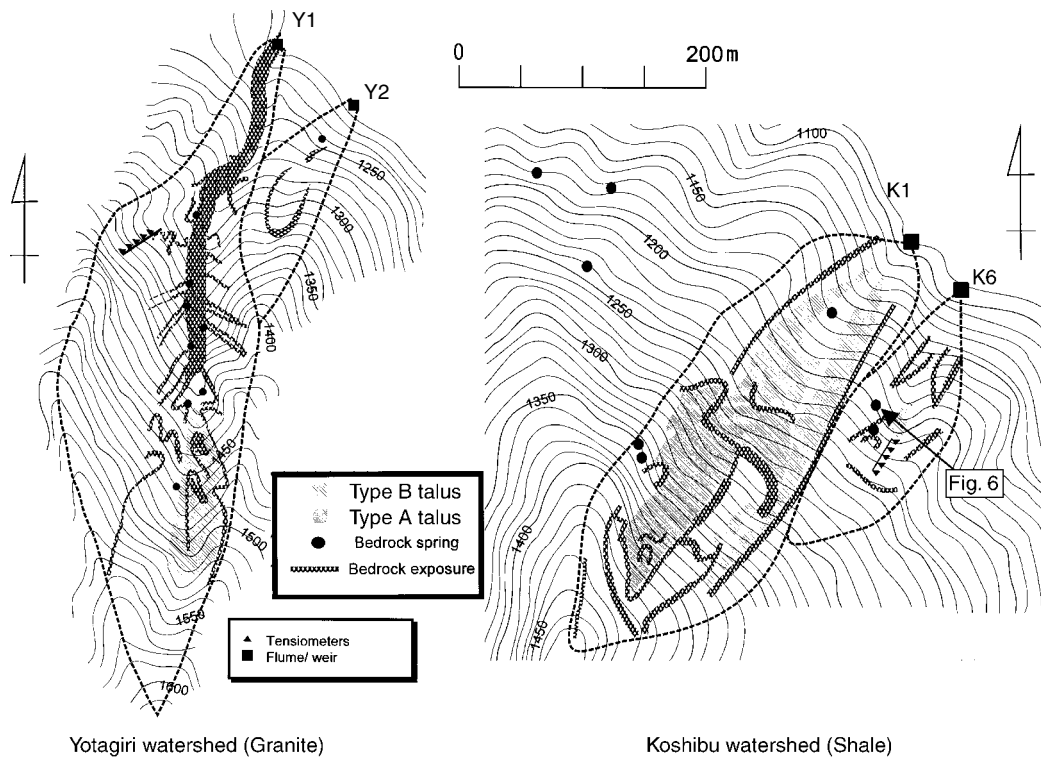 Y1
Y2
0 200m
1250
1300
1350
1400
1450
1500
1550
1600
1100
1150
K1
1200
K6
1250
1300
1350
1400
1450
Fig. 6
Type B talus
Type A talus
Bedrock spring
Bedrock exposure
Tensiometers
Flume/ weir
Yotagiri watershed (Granite)
Koshibu watershed (Shale)